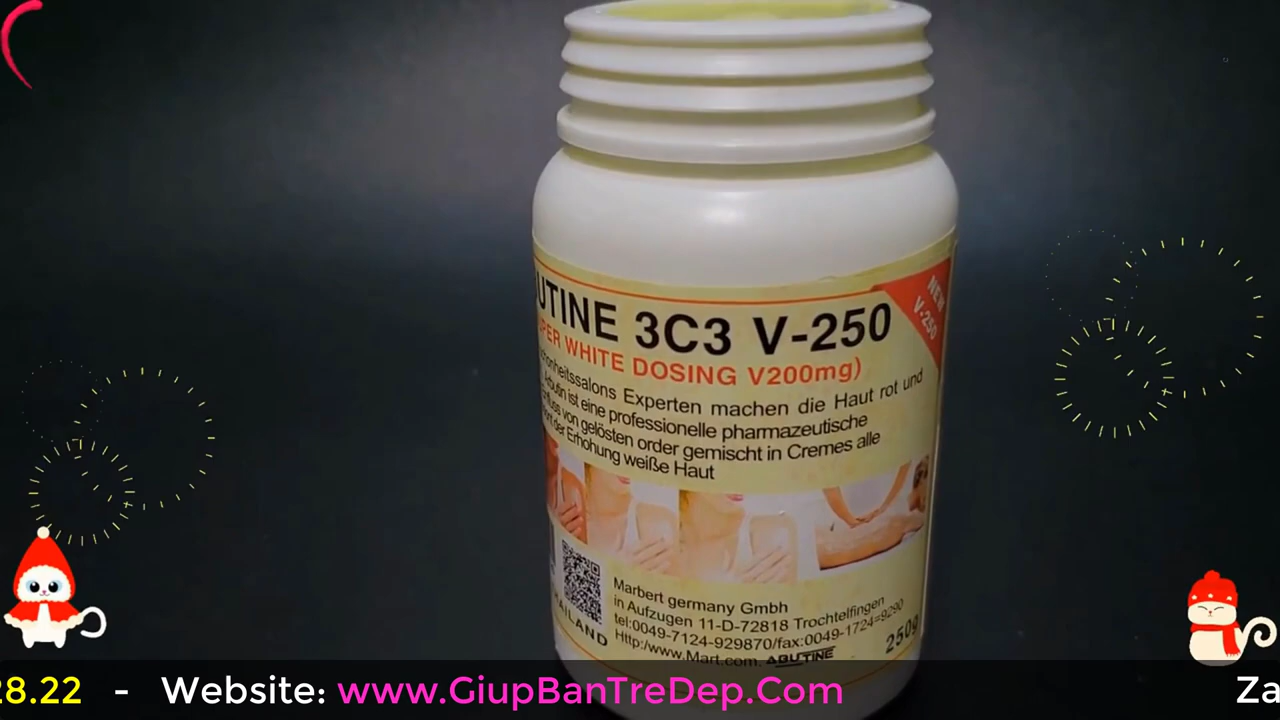 UTINE 3C3 V-250
NEW
V-250
WHITE DOSING V200mg)
Experten machen die Haut rot und
Arbutin ist eine professionelle pharmazeutische
von gelösten order gemischt in Cremes alle
der Erhöhung weiße Haut
Marbert germany Gmbh
in Aufzugen 11-D-72818 Trochtelfingen
tel:0049-7124-929870/fax:0049-1724=9290
Http:/www.Mart.com.
ABUTINE
250g
28.22 - Website: www.GiupBanTreDep.Com
Za